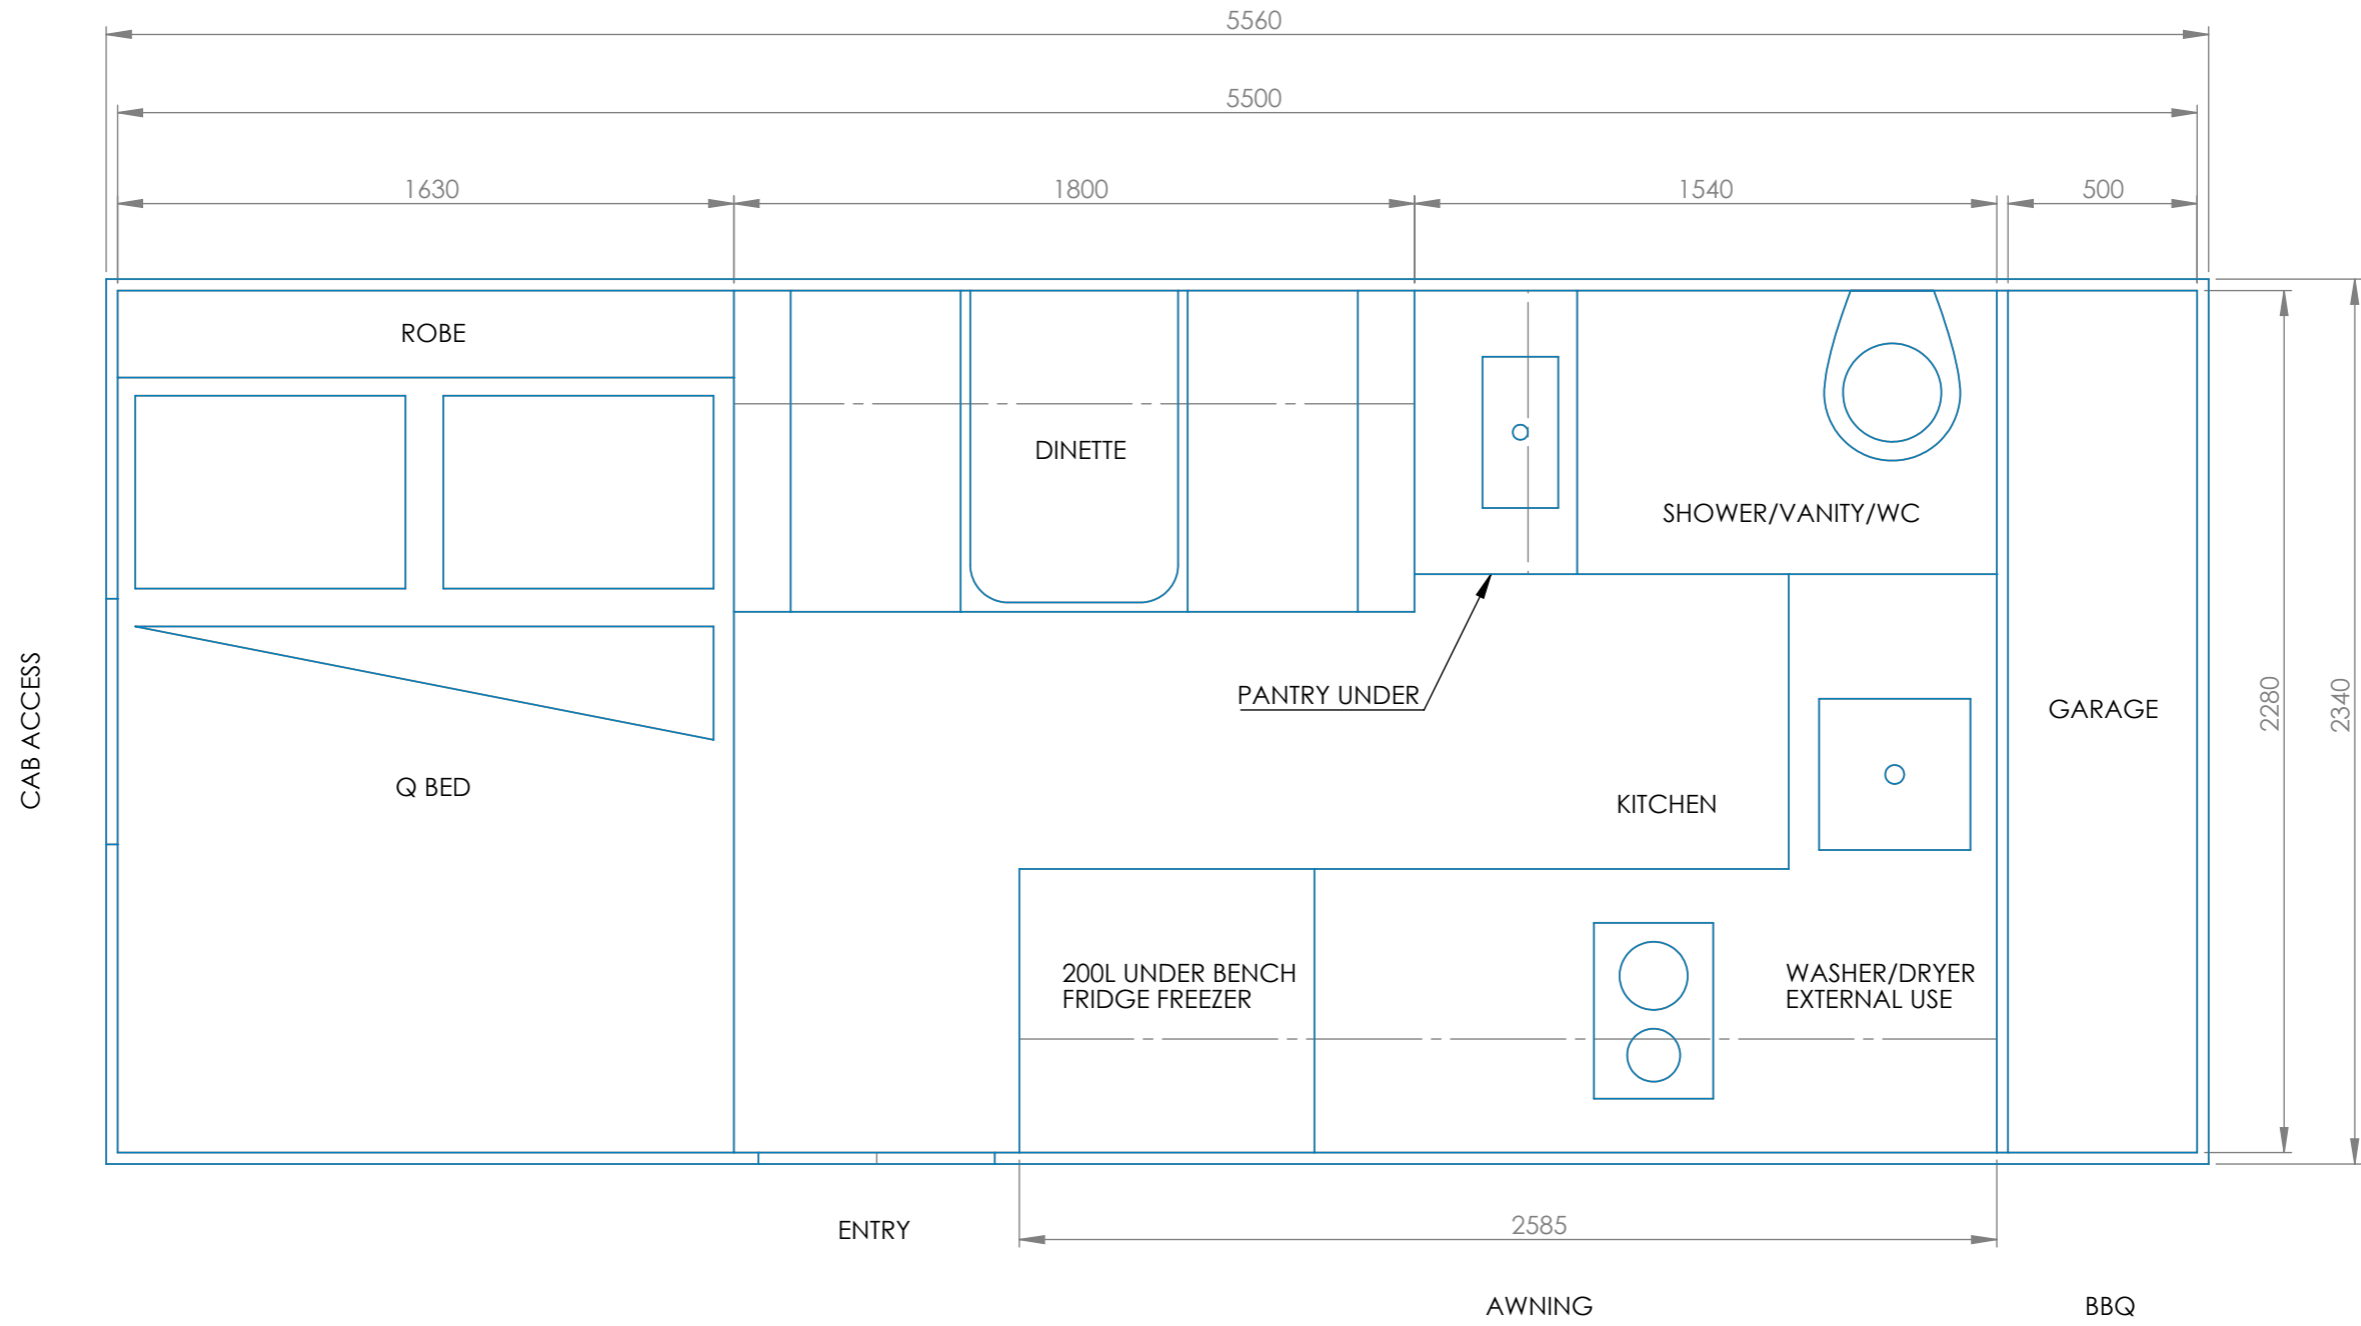 5560
5500
1630
1800
1540
500
ROBE
DINETTE
SHOWER/VANITY/WC
CAB ACCESS
PANTRY UNDER
GARAGE
2280
2340
Q BED
KITCHEN
200L UNDER BENCH
FRIDGE FREEZER
WASHER/DRYER
EXTERNAL USE
ENTRY
2585
AWNING
BBQ